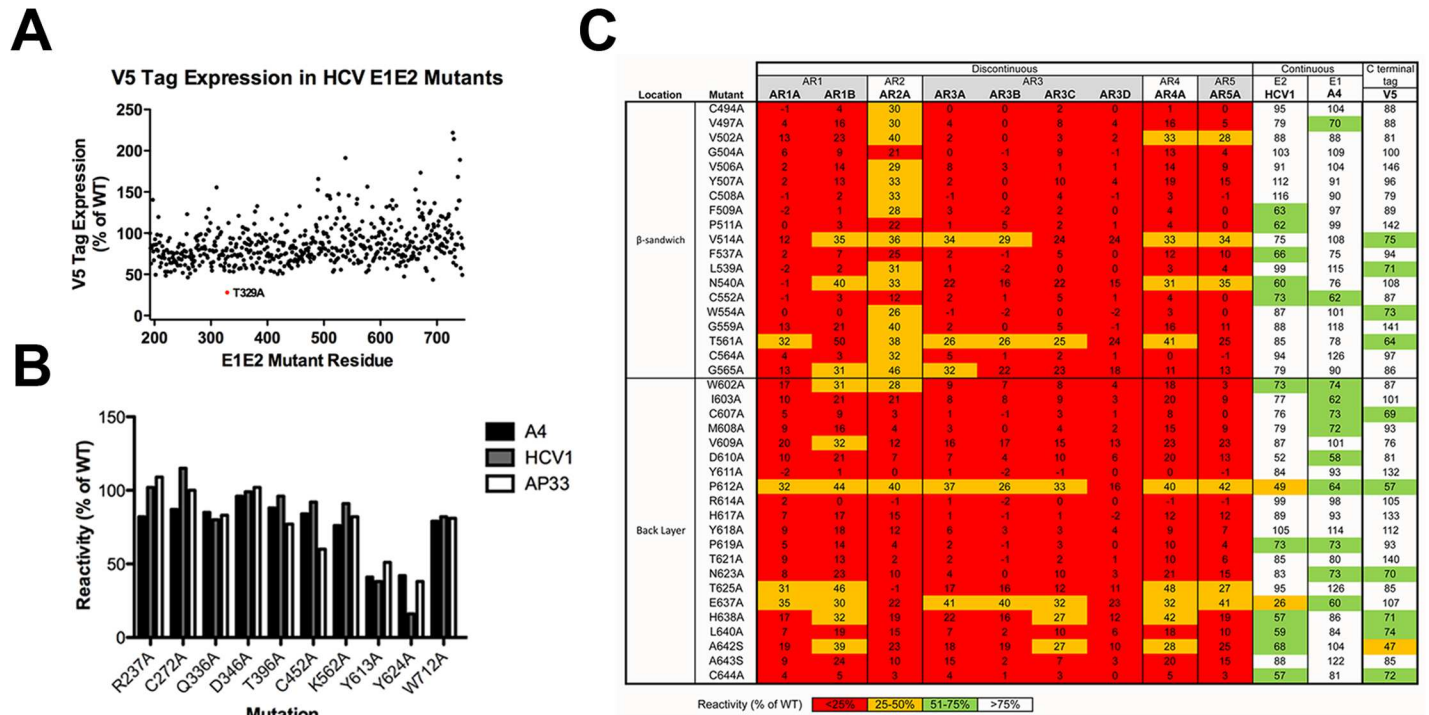 A
V5 Tag Expression in HCV E1E2 Mutants
V5 Tag Expression
(% of WT)
250
200
150
100
50
0
T329A
200 300 400 500 600 700
E1E2 Mutant Residue
B
Reactivity (% of WT)
150
100
50
0
A4
HCV1
AP33
R237A C272A Q336A D346A T396A C452A K562A Y613A Y624A W712A
Mutation
C
Discontinuous Continuous C terminal
AR1 AR2 AR3 AR4 AR5 E2 E1 tag
Location Mutant AR1A AR1B AR2A AR3A AR3B AR3C AR3D AR4A AR5A HCV1 A4 V5
β-sandwich
C494A -1 4 30 0 0 2 0 1 0 95 104 88
V497A 4 16 30 4 0 8 4 16 5 79 70 88
V502A 13 23 40 2 0 3 2 33 28 88 88 81
G504A 6 9 21 0 -1 9 -1 13 4 103 109 100
V506A 2 14 29 8 3 1 1 14 9 91 104 146
Y507A 2 13 33 2 0 10 4 19 15 112 91 96
C508A -1 2 33 -1 0 4 -1 3 -1 116 90 79
F509A -2 1 28 3 -2 2 0 4 0 63 97 89
P511A 0 3 22 1 5 2 1 4 0 62 99 142
V514A 12 35 36 34 29 24 24 33 34 75 108 75
F537A 2 7 25 2 -1 5 0 12 10 66 75 94
L539A -2 2 31 1 -2 0 0 3 4 99 115 71
N540A -1 40 33 22 16 22 15 31 35 60 76 108
C552A -1 3 12 2 1 5 1 4 0 73 62 87
W554A 0 0 26 -1 -2 0 -2 0 0 87 101 73
G559A 13 21 40 2 0 5 -1 16 11 88 118 141
T561A 32 50 38 26 26 25 24 41 25 85 78 64
C564A 4 3 32 5 1 2 1 0 -1 94 126 97
G565A 13 31 46 32 22 23 18 11 13 79 90 86
Back Layer
W602A 17 31 28 9 7 8 4 18 3 73 74 87
I603A 10 21 21 8 8 9 3 20 9 77 62 101
C607A 5 9 3 1 -1 3 1 8 0 76 73 69
M608A 9 16 4 3 0 4 2 15 9 79 72 93
V609A 20 32 12 16 17 15 13 23 23 87 101 76
D610A 10 21 7 7 4 10 6 20 13 52 58 81
Y611A -2 1 0 1 -2 -1 0 0 -1 84 93 132
P612A 32 44 40 37 26 33 16 40 42 49 64 57
R614A 2 0 -1 1 -2 0 0 -1 -1 99 98 105
H617A 7 17 15 1 -1 1 -2 12 12 89 93 133
Y618A 9 18 12 6 3 3 4 9 7 105 114 112
P619A 5 14 4 2 -1 3 0 10 4 73 73 93
T621A 9 13 2 2 -1 2 1 10 6 85 80 140
N623A 8 23 10 4 0 10 3 21 15 83 73 70
T625A 31 46 -1 17 16 12 11 48 27 95 126 85
E637A 35 30 22 41 40 32 23 32 41 26 60 107
H638A 17 32 19 22 16 27 12 42 19 57 86 71
L640A 7 19 15 7 2 10 6 18 10 59 84 74
A642S 19 39 23 18 19 27 10 28 25 68 104 47
A643S 9 24 10 15 2 7 3 20 15 88 122 85
C644A 4 5 3 4 1 3 0 5 3 57 81 72
Reactivity (% of WT) <25% 25-50% 51-75% >75%